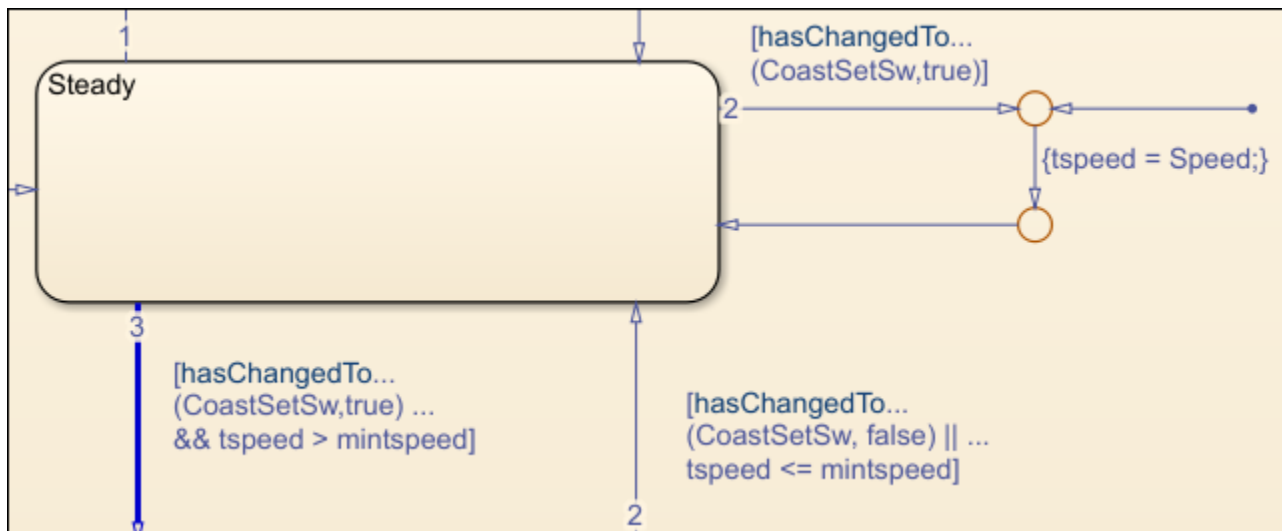 1
[hasChangedTo...
(CoastSetSw,true)]
Steady
2
{tspeed = Speed;}
3
[hasChangedTo...
(CoastSetSw,true) ...
&& tspeed > mintspeed]
[hasChangedTo...
(CoastSetSw, false) || ...
tspeed <= mintspeed]
2